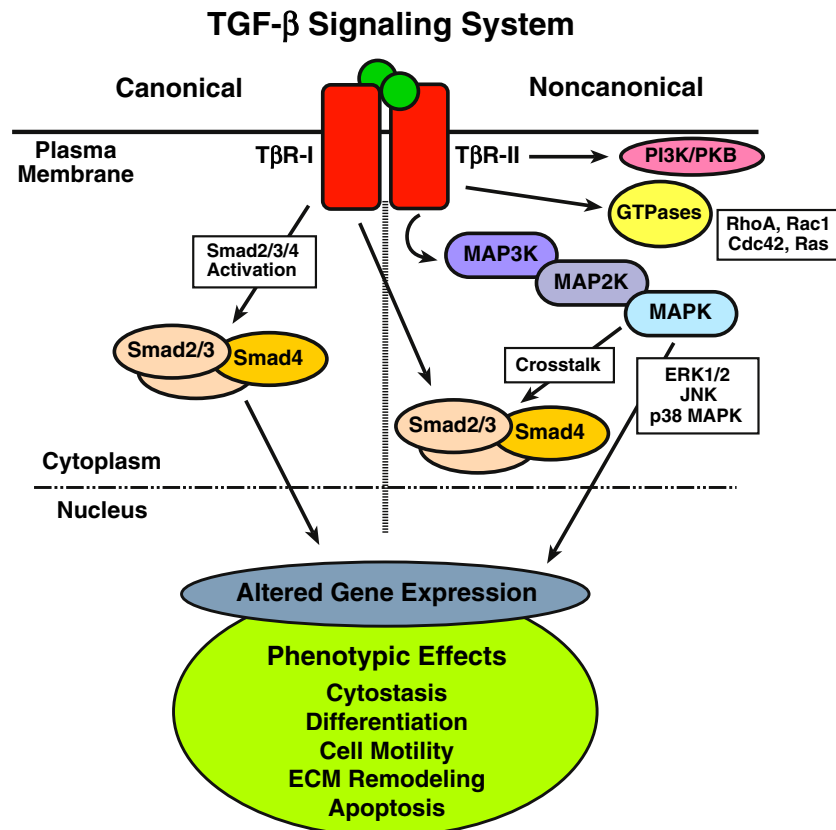 TGF-β Signaling System
Canonical
Noncanonical
Plasma
Membrane
TβR-I
TβR-II
PI3K/PKB
GTPases
RhoA, Rac1
Cdc42, Ras
Smad2/3/4
Activation
MAP3K
MAP2K
MAPK
Smad2/3
Smad4
Crosstalk
ERK1/2
JNK
p38 MAPK
Smad2/3
Smad4
Cytoplasm
Nucleus
Altered Gene Expression
Phenotypic Effects
Cytostasis
Differentiation
Cell Motility
ECM Remodeling
Apoptosis